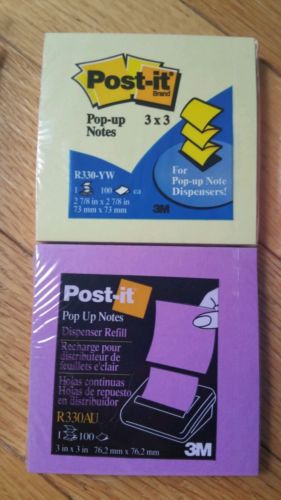 Post-it®
Brand
Pop-up
Notes
3 x 3
R330-YW
1 100 ea
2 7/8 in x 2 7/8 in
73 mm x 73 mm
For
Pop-up Note
Dispensers!
3M
Post-it
Pop Up Notes
Dispenser Refill
Recharge pour
distributeur de
feuillets e'clair
Hojas continuas
Hojas de repuesto
en distribuidor
R330AU
1 100
3 in x 3 in 76,2 mm x 76,2 mm
3M